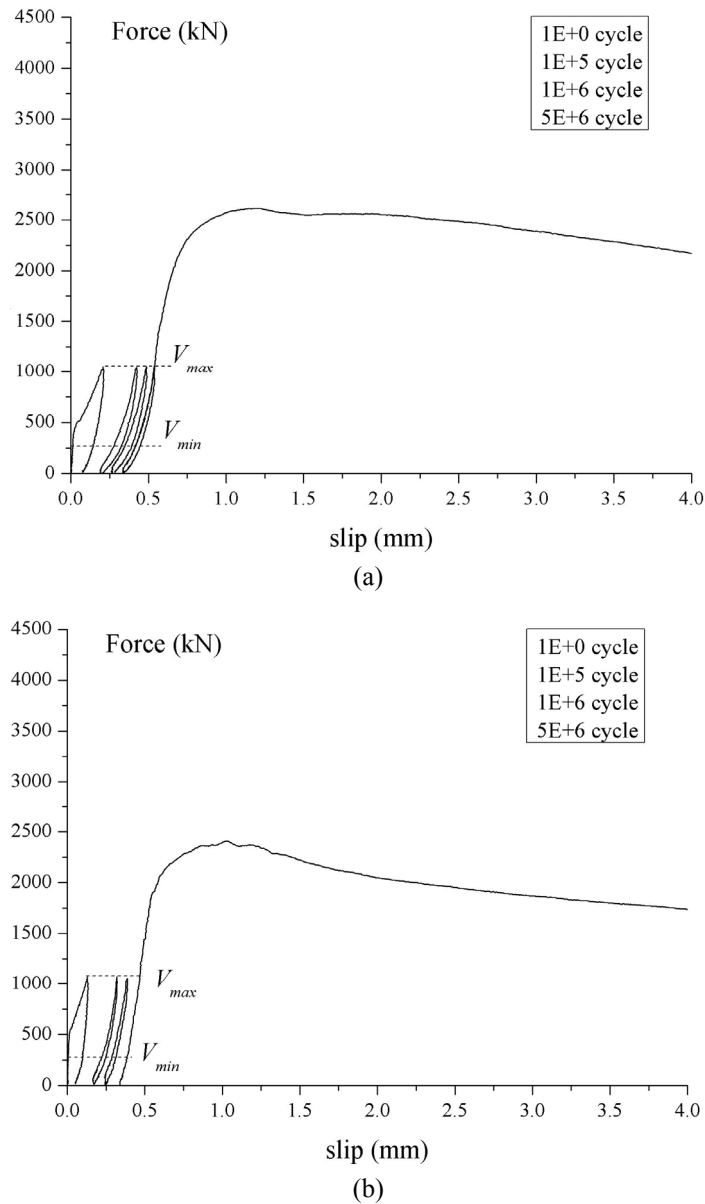 Force (kN)
1E+0 cycle
1E+5 cycle
1E+6 cycle
5E+6 cycle
4500
4000
3500
3000
2500
2000
1500
1000
500
0
Vmax
Vmin
0.0 0.5 1.0 1.5 2.0 2.5 3.0 3.5 4.0
slip (mm)
(a)
Force (kN)
1E+0 cycle
1E+5 cycle
1E+6 cycle
5E+6 cycle
4500
4000
3500
3000
2500
2000
1500
1000
500
0
Vmax
Vmin
0.0 0.5 1.0 1.5 2.0 2.5 3.0 3.5 4.0
slip (mm)
(b)